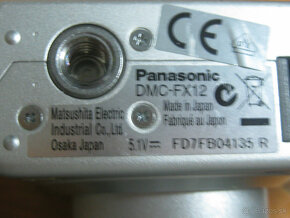 CE
Panasonic
DMC-FX12
Matsushita Electric
Industrial Co.,Ltd.
Osaka Japan
Made in Japan
Fabriqué au Japon
5.1V
FD7FB04135 R